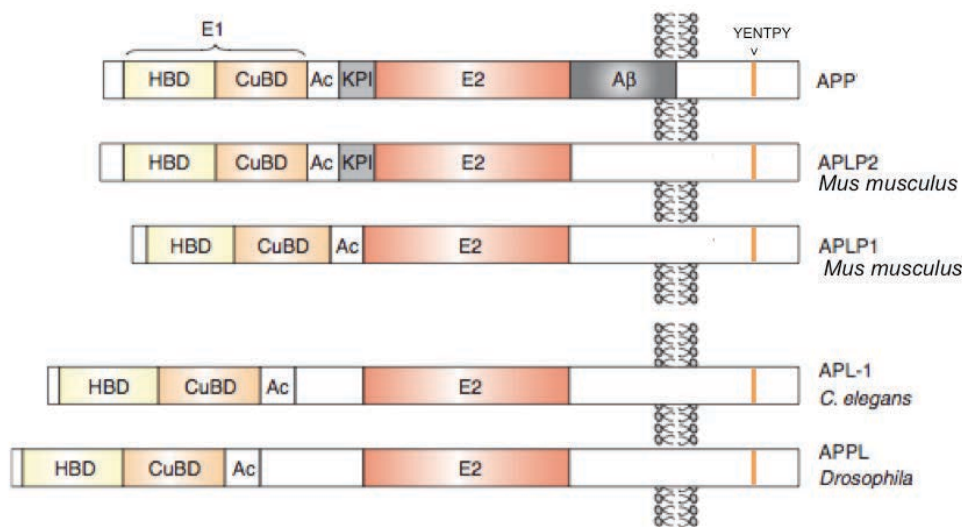 E1
YENTPY
v
HBD CuBD Ac KPI E2 Aβ APP
HBD CuBD Ac KPI E2 APLP2
Mus musculus
HBD CuBD Ac E2 APLP1
Mus musculus
HBD CuBD Ac E2 APL-1
C. elegans
HBD CuBD Ac E2 APPL
Drosophila